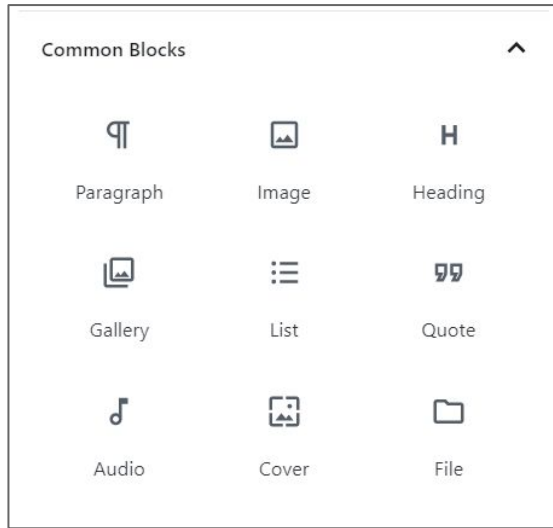 Common Blocks
Paragraph Image Heading
Gallery List Quote
Audio Cover File